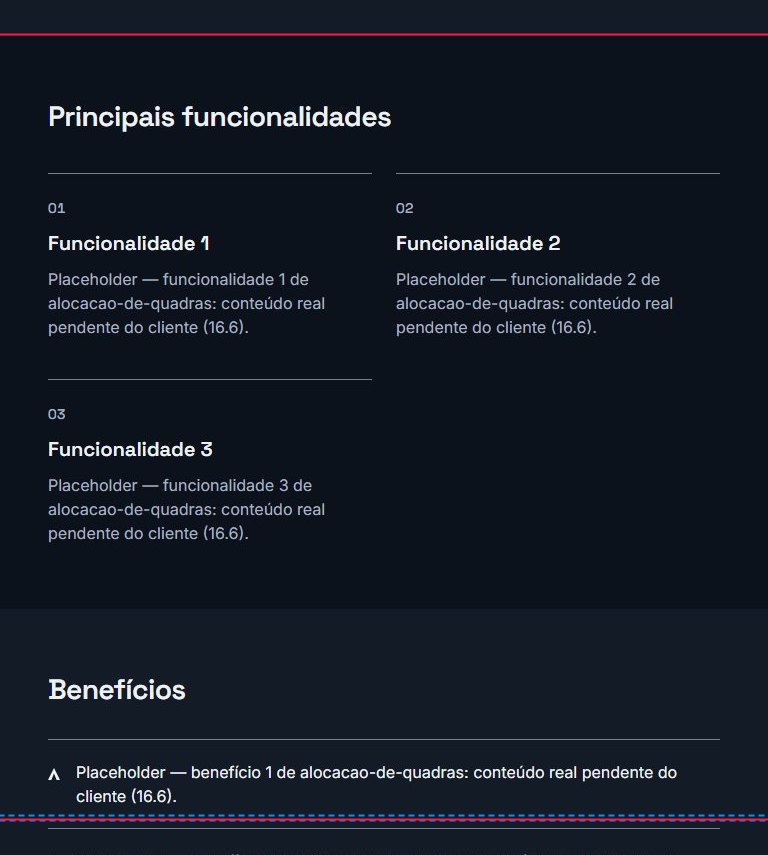 Principais funcionalidades
01
Funcionalidade 1
Placeholder — funcionalidade 1 de
alocacao-de-quadras: conteúdo real
pendente do cliente (16.6).
02
Funcionalidade 2
Placeholder — funcionalidade 2 de
alocacao-de-quadras: conteúdo real
pendente do cliente (16.6).
03
Funcionalidade 3
Placeholder — funcionalidade 3 de
alocacao-de-quadras: conteúdo real
pendente do cliente (16.6).
Benefícios
Placeholder — benefício 1 de alocacao-de-quadras: conteúdo real pendente do
cliente (16.6).